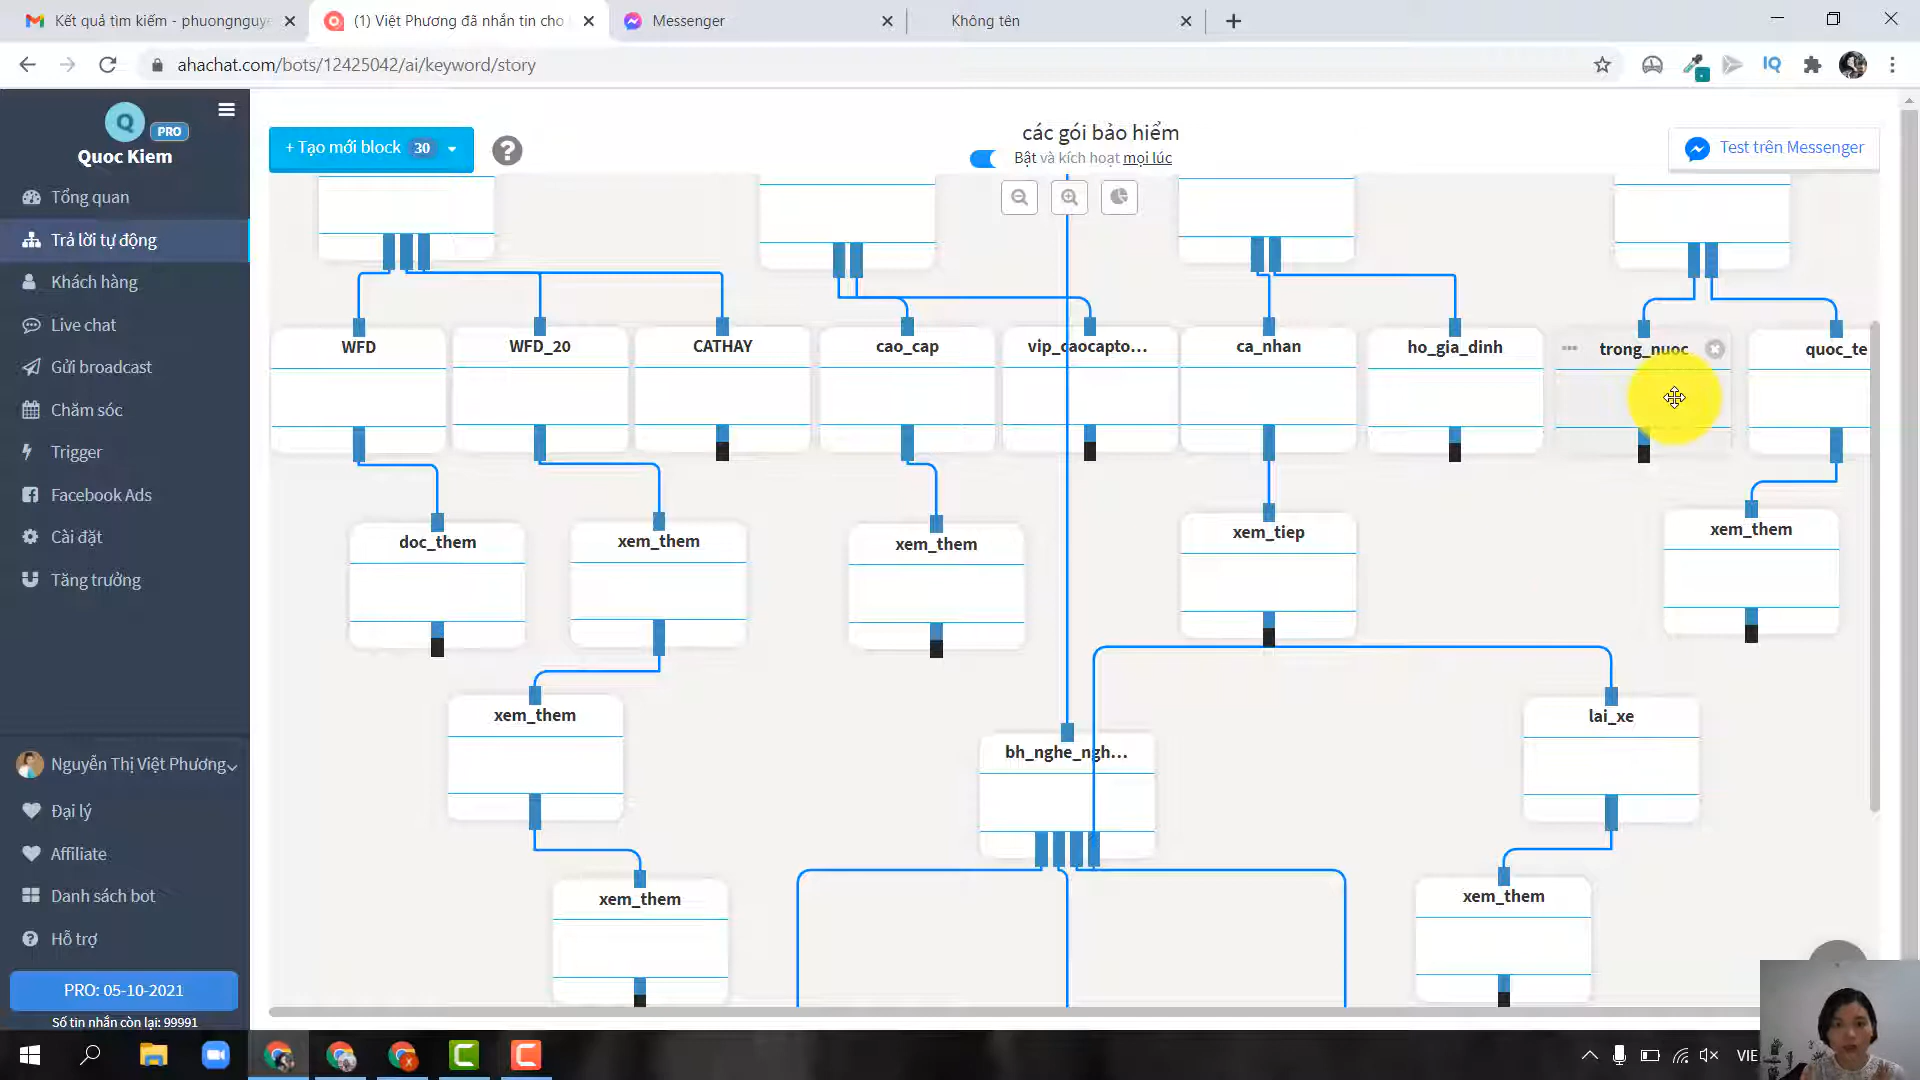 Kết quả tìm kiếm - phuongnguye
(1) Việt Phương đã nhắn tin cho
Messenger
Không tên
ahachat.com/bots/12425042/ai/keyword/story
Q
PRO
Quoc Kiem
Tổng quan
Trả lời tự động
Khách hàng
Live chat
Gửi broadcast
Chăm sóc
Trigger
Facebook Ads
Cài đặt
Tăng trưởng
Nguyễn Thị Việt Phương
Đại lý
Affiliate
Danh sách bot
Hỗ trợ
PRO: 05-10-2021
Số tin nhắn còn lại: 99991
+ Tạo mới block 30
?
các gói bảo hiểm
Bật và kích hoạt mọi lúc
Test trên Messenger
WFD
WFD_20
CATHAY
cao_cap
vip_caocapto...
ca_nhan
ho_gia_dinh
trong_nuoc
quoc_te
doc_them
xem_them
xem_them
xem_tiep
xem_them
xem_them
lai_xe
bh_nghe_ngh...
xem_them
xem_them
VIE